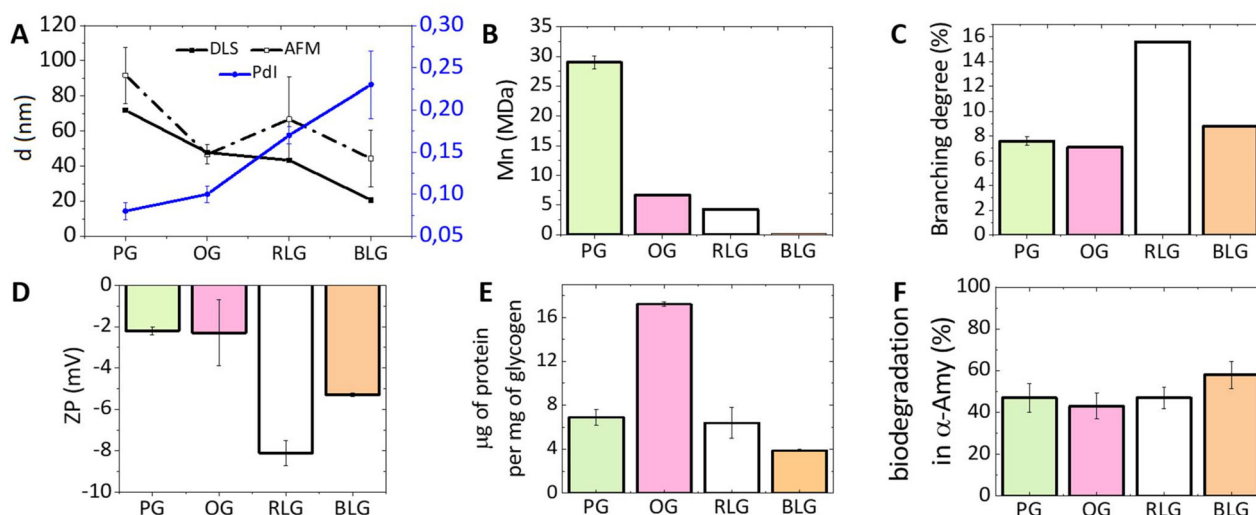 A
120
100
80
60
40
20
0
d (nm)
DLS
AFM
PdI
0,30
0,25
0,20
0,15
0,10
0,05
PG
OG
RLG
BLG
B
35
30
25
20
15
10
5
0
Mn (MDa)
PG
OG
RLG
BLG
C
16
14
12
10
8
6
4
2
0
Branching degree (%)
PG
OG
RLG
BLG
D
0
-2
-4
-6
-8
-10
ZP (mV)
PG
OG
RLG
BLG
E
16
12
8
4
0
µg of protein
per mg of glycogen
PG
OG
RLG
BLG
F
100
80
60
40
20
0
biodegradation
in α-Amy (%)
PG
OG
RLG
BLG